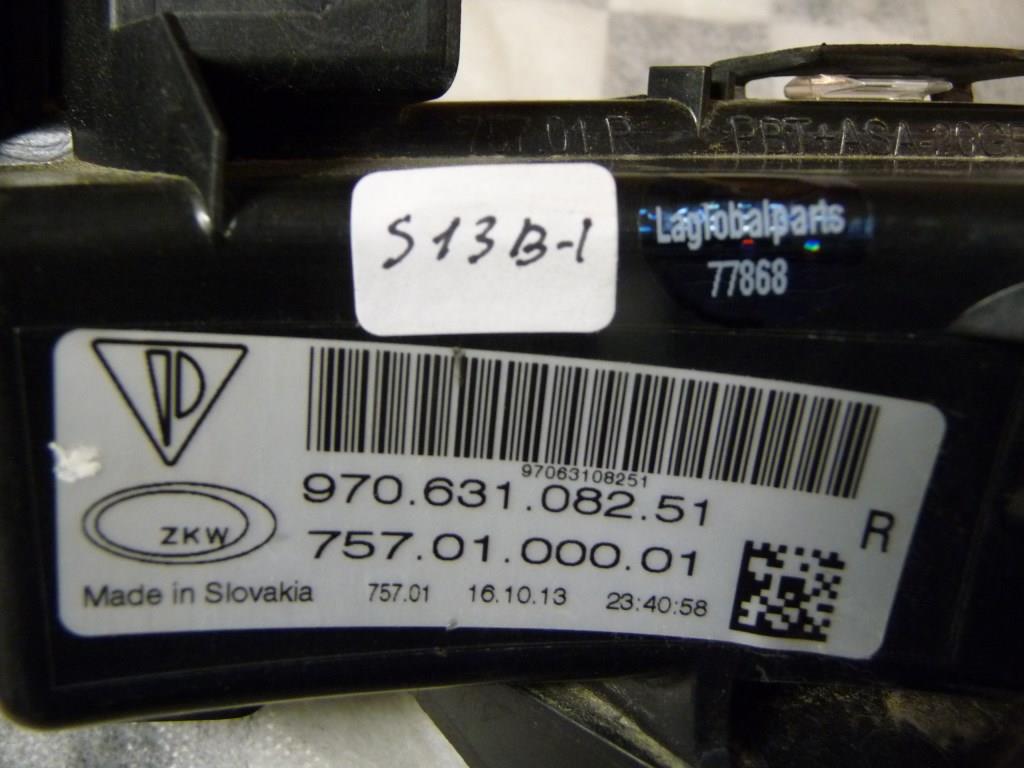 757.01 R PBT+ASA-20GF
S13B-1
Laglobalparts
77868
97063108251
970.631.082.51
R
ZKW
757.01.000.01
Made in Slovakia 757.01 16.10.13 23:40:58